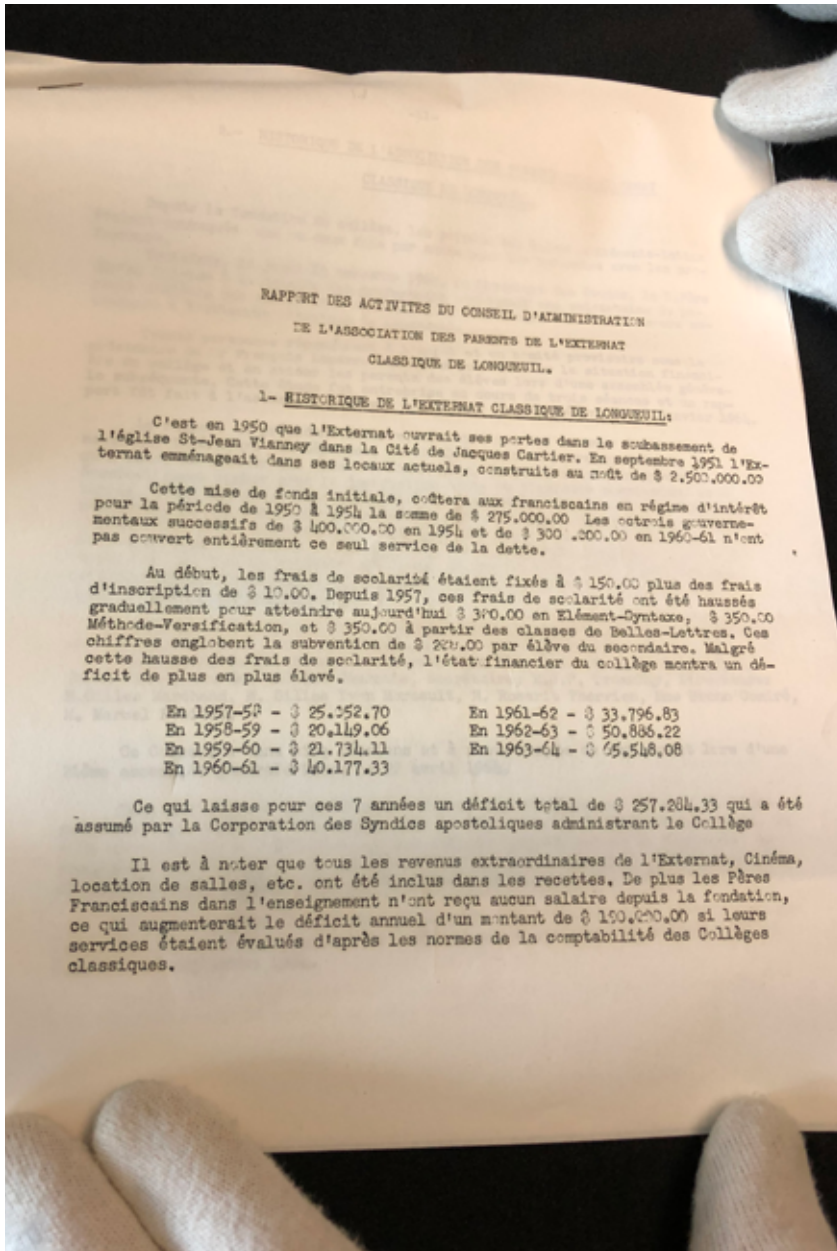 RAPPORT DES ACTIVITES DU CONSEIL D'ADMINISTRATION
DE L'ASSOCIATION DES PARENTS DE L'EXTERNAT
CLASSIQUE DE LONGUEUIL.
1- HISTORIQUE DE L'EXTERNAT CLASSIQUE DE LONGUEUIL:
C'est en 1950 que l'Externat ouvrait ses portes dans le soubassement de
l'église St-Jean Vianney dans la Cité de Jacques Cartier. En septembre 1951 l'Ex-
ternat emménageait dans ses locaux actuels, construits au coût de $ 2.500.000.00
Cette mise de fonds initiale, coûtera aux franciscains en régime d'intérêt
pour la période de 1950 à 1954 la somme de $ 275.000.00 Les octrois gouverne-
mentaux successifs de $ 400.000.00 en 1954 et de $ 300.000.00 en 1960-61 n'ont
pas couvert entièrement ce seul service de la dette.
Au début, les frais de scolarité étaient fixés à $ 150.00 plus des frais
d'inscription de $ 10.00. Depuis 1957, ces frais de scolarité ont été haussés
graduellement pour atteindre aujourd'hui $ en Elément-Syntaxe, $ 350.00
Méthode-Versification, et $ 350.00 à partir des classes de Belles-Lettres. Ces
chiffres englobent la subvention de $ par élève du secondaire. Malgré
cette hausse des frais de scolarité, l'état financier du collège montra un dé-
ficit de plus en plus élevé.
En 1957-58 - $ En 1961-62 - $ 33.796.83
En 1958-59 - $ 20.149.06 En 1962-63 - $ 50.886.22
En 1959-60 - $ 21.734.11 En 1963-64 - $ 65.548.08
En 1960-61 - $ 40.177.33
Ce qui laisse pour ces 7 années un déficit total de $ 257.284.33 qui a été
assumé par la Corporation des Syndics apostoliques administrant le Collège
Il est à noter que tous les revenus extraordinaires de l'Externat, Cinéma,
location de salles, etc. ont été inclus dans les recettes. De plus les Pères
Franciscains dans l'enseignement n'ont reçu aucun salaire depuis la fondation,
ce qui augmenterait le déficit annuel d'un montant de $ si leurs
services étaient évalués d'après les normes de la comptabilité des Collèges
classiques.